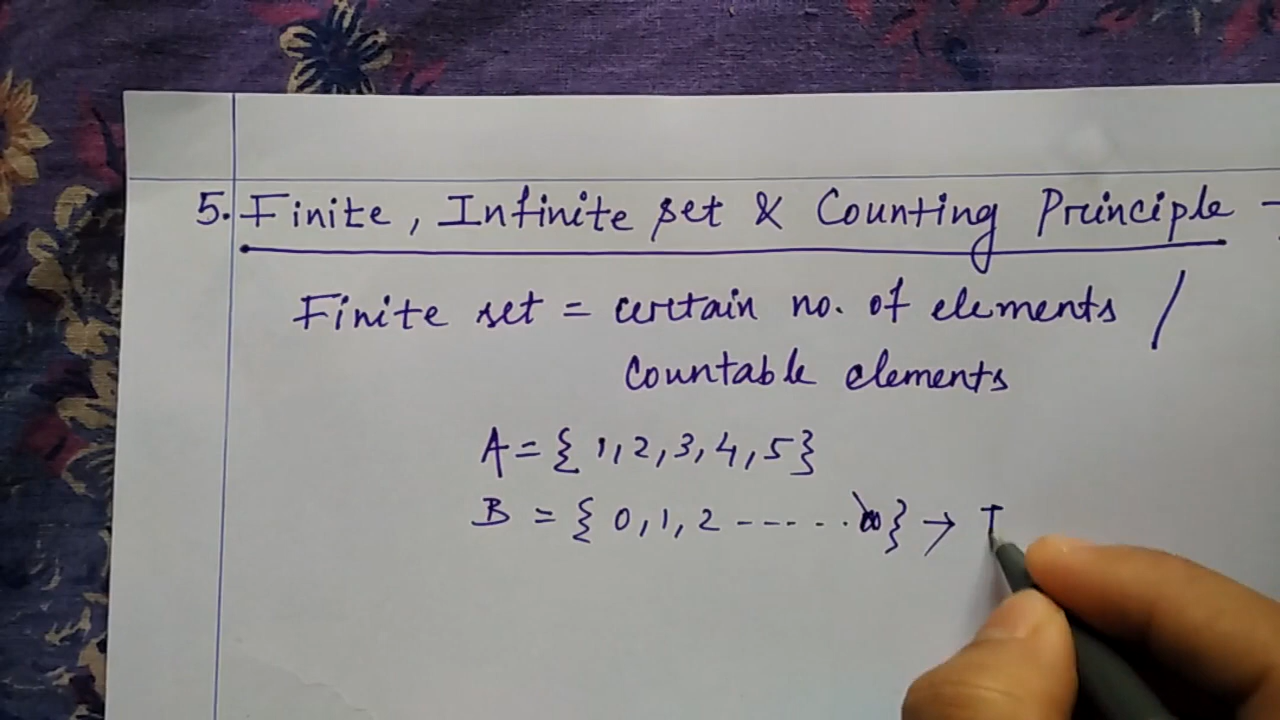 5. Finite, Infinite set & Counting Principle -
Finite set = certain no. of elements /
Countable elements
A = { 1, 2, 3, 4, 5 }
B = { 0, 1, 2 ------- ∞ } → I